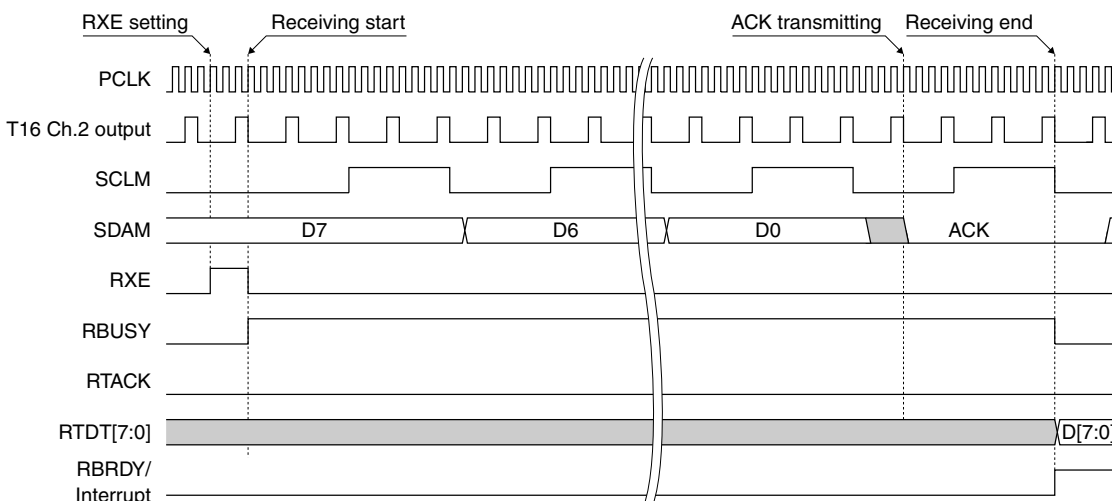 RXE setting Receiving start ACK transmitting Receiving end
PCLK
T16 Ch.2 output
SCLM
SDAM D7 D6 D0 ACK
RXE
RBUSY
RTACK
RTDT[7:0] D[7:0]
RBRDY/
Interrupt